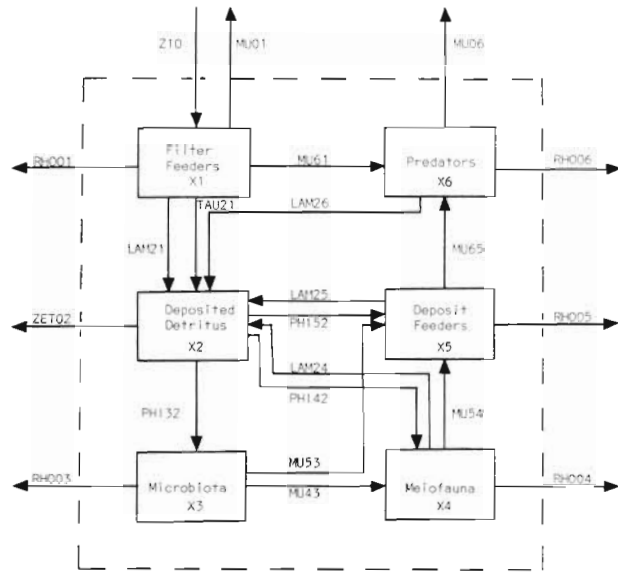 Z10
MU01
MU06
Filter
Feeders
X1
Predators
X6
RHO01
MU61
RHO06
TAU21
LAM26
LAM21
MU65
LAM25
Deposited
Detritus
X2
Deposit
Feeders
X5
ZET02
PHI52
RHO05
LAM24
PHI42
PHI32
MU54
MU53
Microbiota
X3
Meiofauna
X4
RHO03
MU43
RHO04